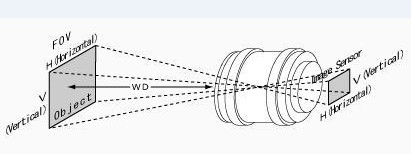 FOV
H (Horizontal)
V
(Vertical)
Object
WD
Image Sensor
V (Vertical)
H (Horizontal)